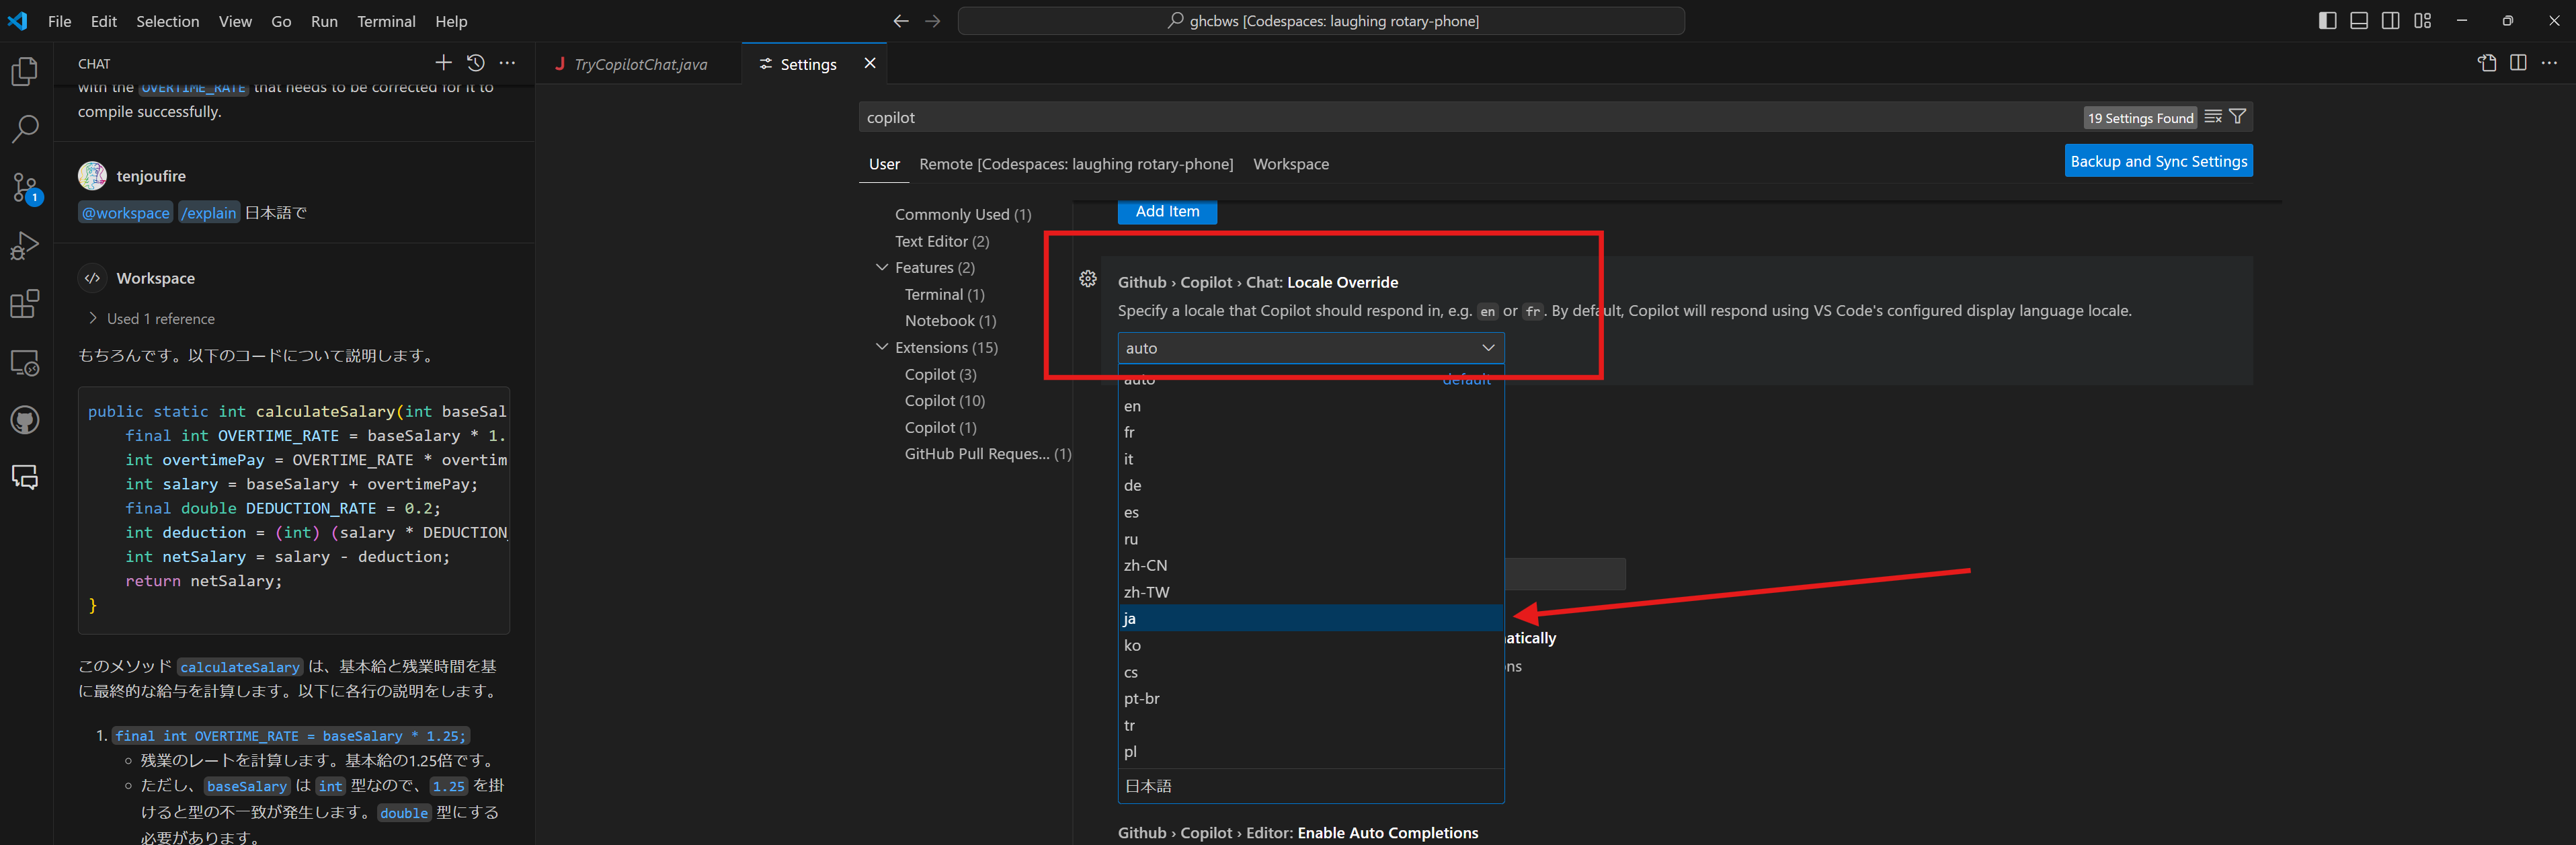 File Edit Selection View Go Run Terminal Help
ghcbws [Codespaces: laughing rotary-phone]
CHAT
with the OVERTIME_RATE that needs to be corrected for it to
compile successfully.
tenjoufire
@workspace /explain 日本語で
Workspace
Used 1 reference
もちろんです。以下のコードについて説明します。
public static int calculateSalary(int baseSal
final int OVERTIME_RATE = baseSalary * 1.
int overtimePay = OVERTIME_RATE * overtim
int salary = baseSalary + overtimePay;
final double DEDUCTION_RATE = 0.2;
int deduction = (int) (salary * DEDUCTION_
int netSalary = salary - deduction;
return netSalary;
}
このメソッド calculateSalary は、基本給と残業時間を基
に最終的な給与を計算します。以下に各行の説明をします。
1. final int OVERTIME_RATE = baseSalary * 1.25;
残業のレートを計算します。基本給の1.25倍です。
ただし、baseSalary は int 型なので、1.25 を掛
けると型の不一致が発生します。double 型にする
必要があります。
1
TryCopilotChat.java
Settings
copilot
19 Settings Found
User Remote [Codespaces: laughing rotary-phone] Workspace
Backup and Sync Settings
Commonly Used (1)
Text Editor (2)
Features (2)
Terminal (1)
Notebook (1)
Extensions (15)
Copilot (3)
Copilot (10)
Copilot (1)
GitHub Pull Reques... (1)
Add Item
Github › Copilot › Chat: Locale Override
Specify a locale that Copilot should respond in, e.g. en or fr. By default, Copilot will respond using VS Code's configured display language locale.
auto
auto default
en
fr
it
de
es
ru
zh-CN
zh-TW
ja
ko
cs
pt-br
tr
pl
日本語
atically
ns
Github › Copilot › Editor: Enable Auto Completions